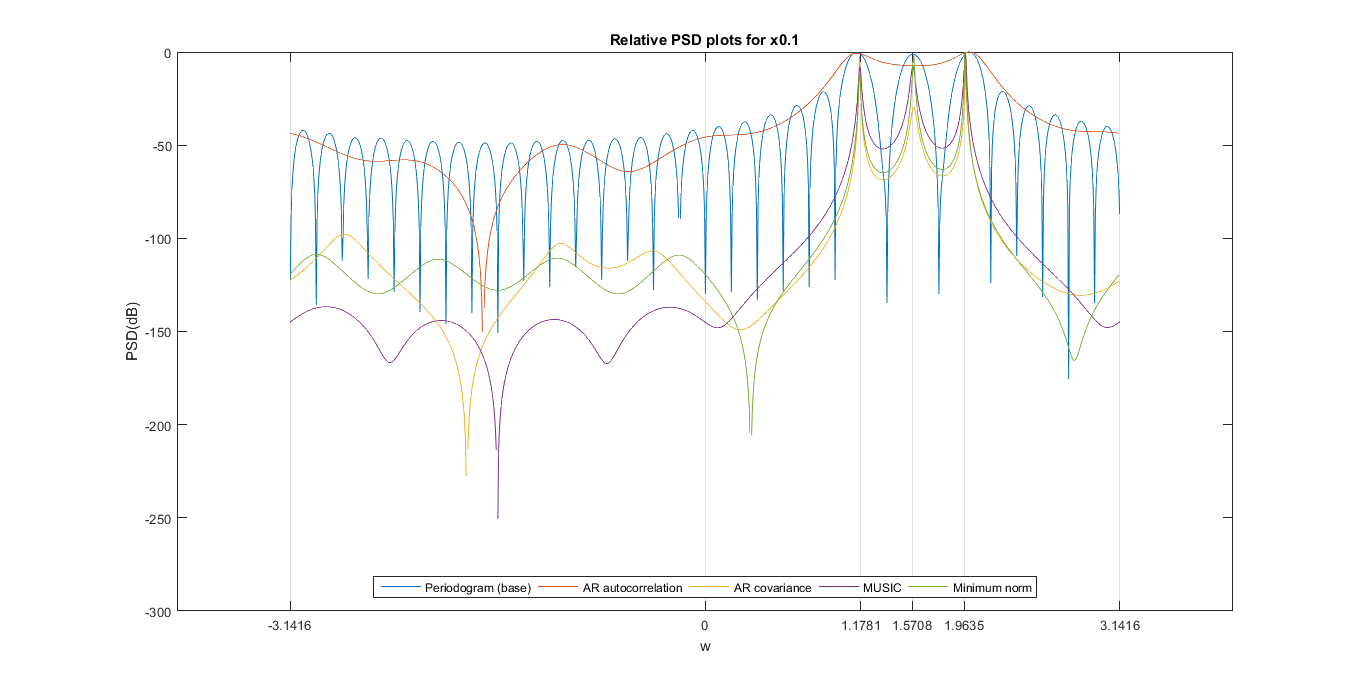 Relative PSD plots for x0.1
0
-50
-100
-150
-200
-250
-300
PSD(dB)
Periodogram (base) AR autocorrelation AR covariance MUSIC Minimum norm
-3.1416 0 1.1781 1.5708 1.9635 3.1416
w